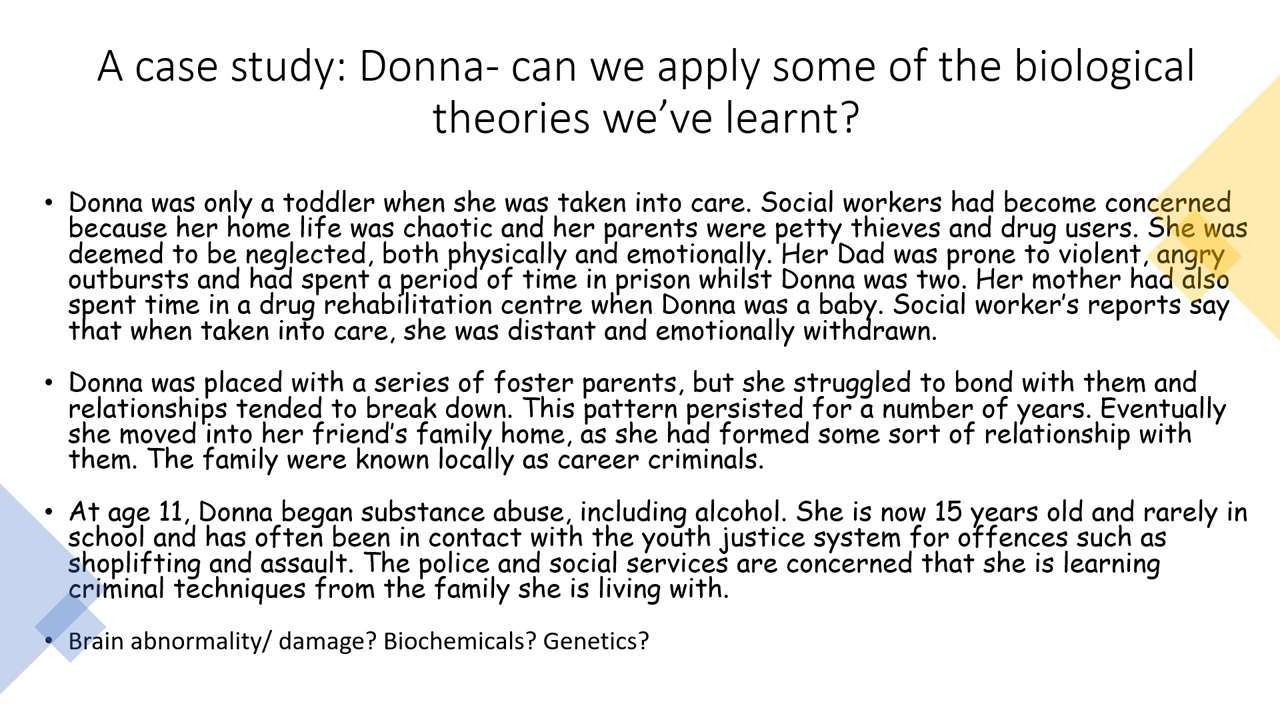 A case study: Donna- can we apply some of the biological
theories we’ve learnt?
• Donna was only a toddler when she was taken into care. Social workers had become concerned
because her home life was chaotic and her parents were petty thieves and drug users. She was
deemed to be neglected, both physically and emotionally. Her Dad was prone to violent, angry
outbursts and had spent a period of time in prison whilst Donna was two. Her mother had also
spent time in a drug rehabilitation centre when Donna was a baby. Social worker’s reports say
that when taken into care, she was distant and emotionally withdrawn.
• Donna was placed with a series of foster parents, but she struggled to bond with them and
relationships tended to break down. This pattern persisted for a number of years. Eventually
she moved into her friend’s family home, as she had formed some sort of relationship with
them. The family were known locally as career criminals.
• At age 11, Donna began substance abuse, including alcohol. She is now 15 years old and rarely in
school and has often been in contact with the youth justice system for offences such as
shoplifting and assault. The police and social services are concerned that she is learning
criminal techniques from the family she is living with.
• Brain abnormality/ damage? Biochemicals? Genetics?